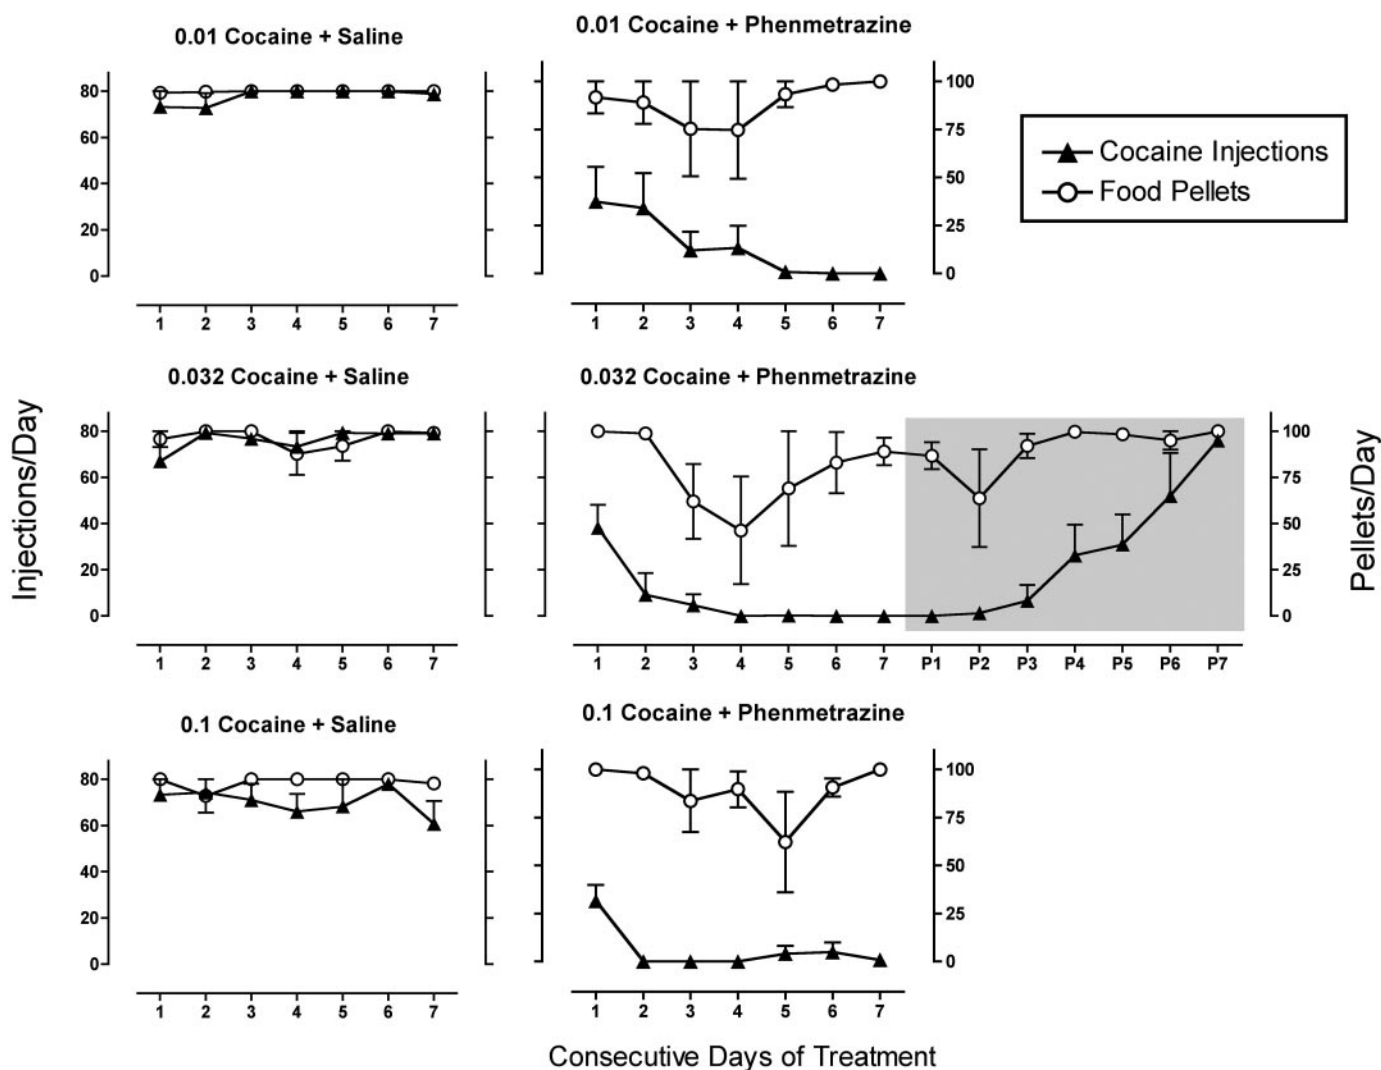 0.01 Cocaine + Saline
0.01 Cocaine + Phenmetrazine
80
60
40
20
0
1 2 3 4 5 6 7
100
75
50
25
0
1 2 3 4 5 6 7
Cocaine Injections
Food Pellets
0.032 Cocaine + Saline
0.032 Cocaine + Phenmetrazine
Injections/Day
80
60
40
20
0
1 2 3 4 5 6 7
100
75
50
25
0
1 2 3 4 5 6 7 P1 P2 P3 P4 P5 P6 P7
Pellets/Day
0.1 Cocaine + Saline
0.1 Cocaine + Phenmetrazine
80
60
40
20
0
1 2 3 4 5 6 7
100
75
50
25
0
1 2 3 4 5 6 7
Consecutive Days of Treatment